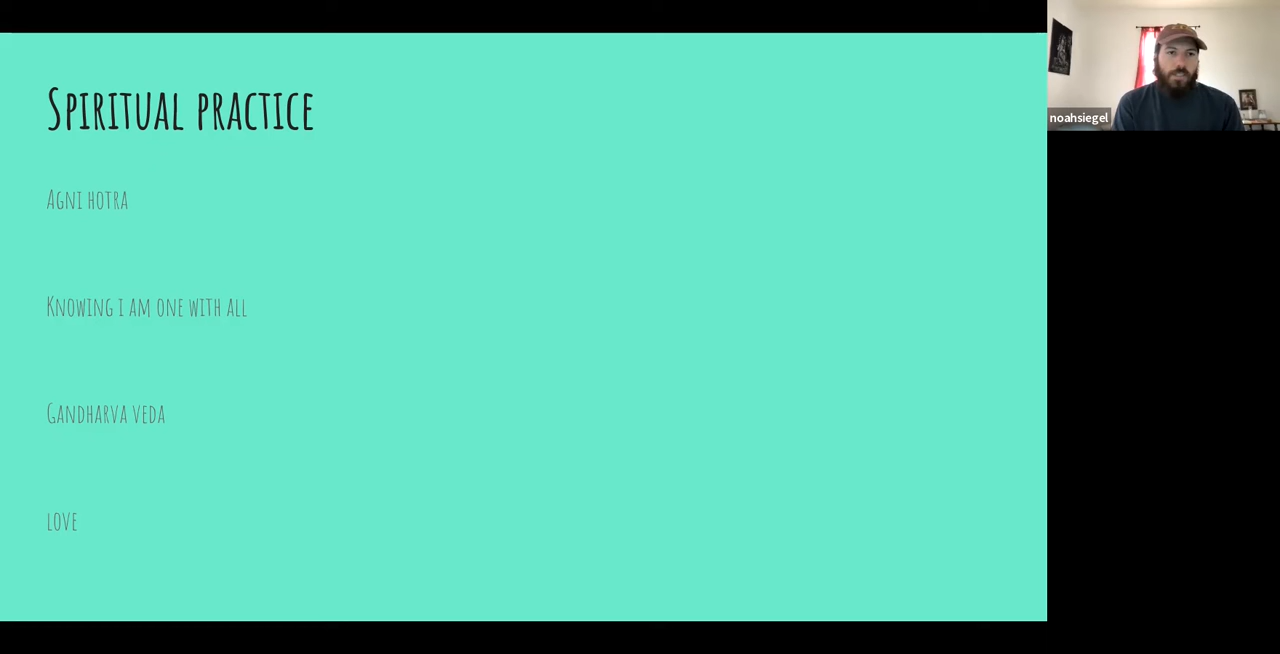 Spiritual practice
Agni hotra
Knowing i am one with all
Gandharva veda
love
noahsiegel